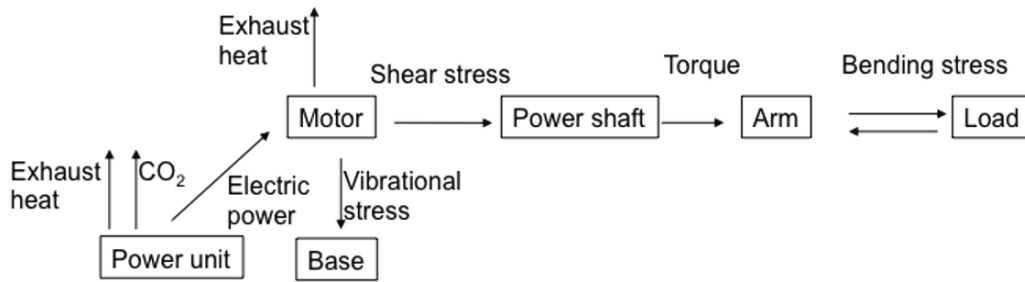 Exhaust
heat
Shear stress
Torque
Bending stress
Motor
Power shaft
Arm
Load
Exhaust
heat
CO₂
Electric
power
Vibrational
stress
Power unit
Base